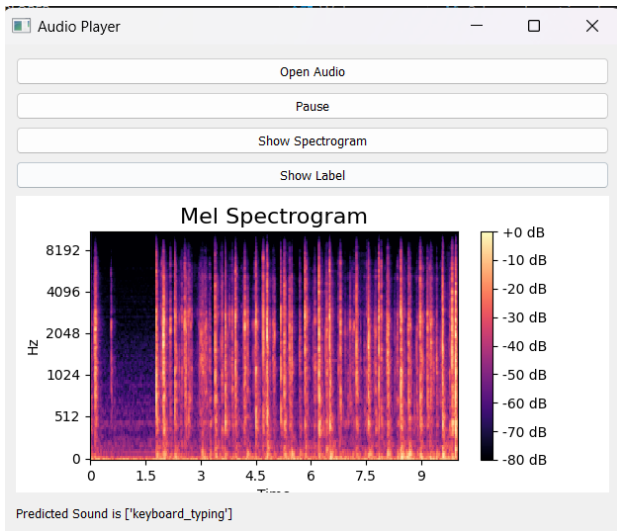 Audio Player
Open Audio
Pause
Show Spectrogram
Show Label
Mel Spectrogram
Hz
8192
4096
2048
1024
512
0
0 1.5 3 4.5 6 7.5 9
Time
+0 dB
-10 dB
-20 dB
-30 dB
-40 dB
-50 dB
-60 dB
-70 dB
-80 dB
Predicted Sound is ['keyboard_typing']